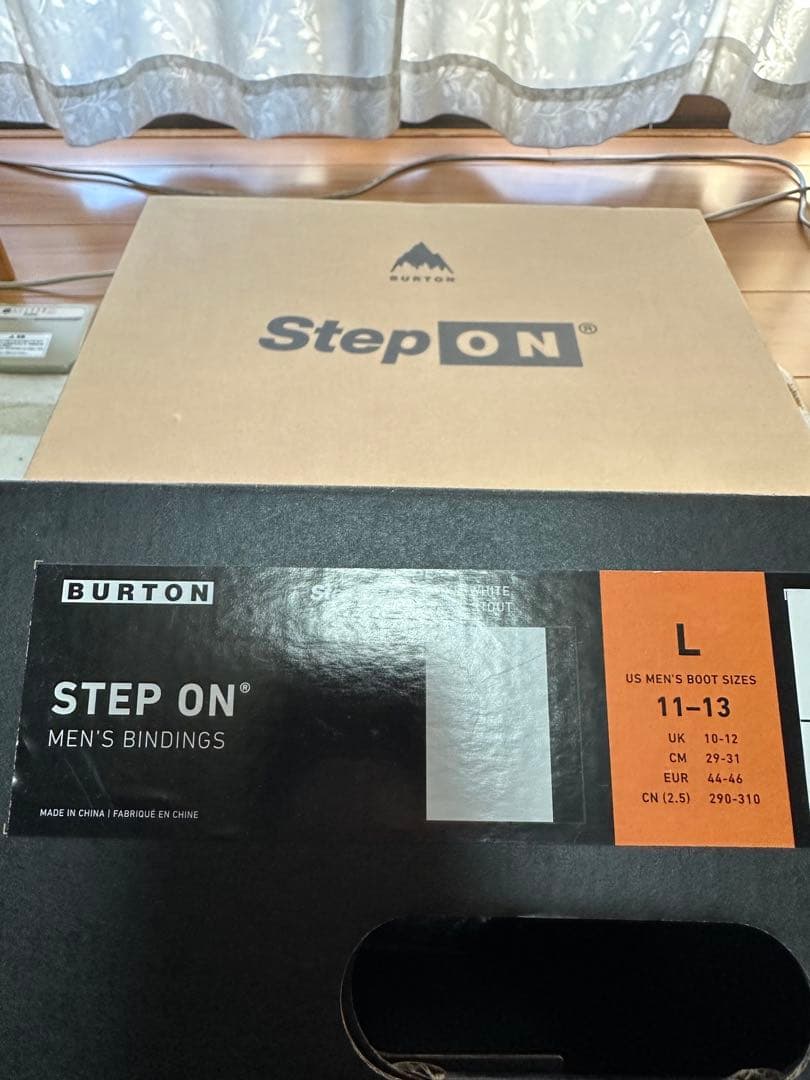 BURTON
Step ON®
BURTON
WHITE
STEP ON®
MEN'S BINDINGS
MADE IN CHINA | FABRIQUÉ EN CHINE
L
US MEN'S BOOT SIZES
11–13
UK 10-12
CM 29-31
EUR 44-46
CN (2.5) 290-310